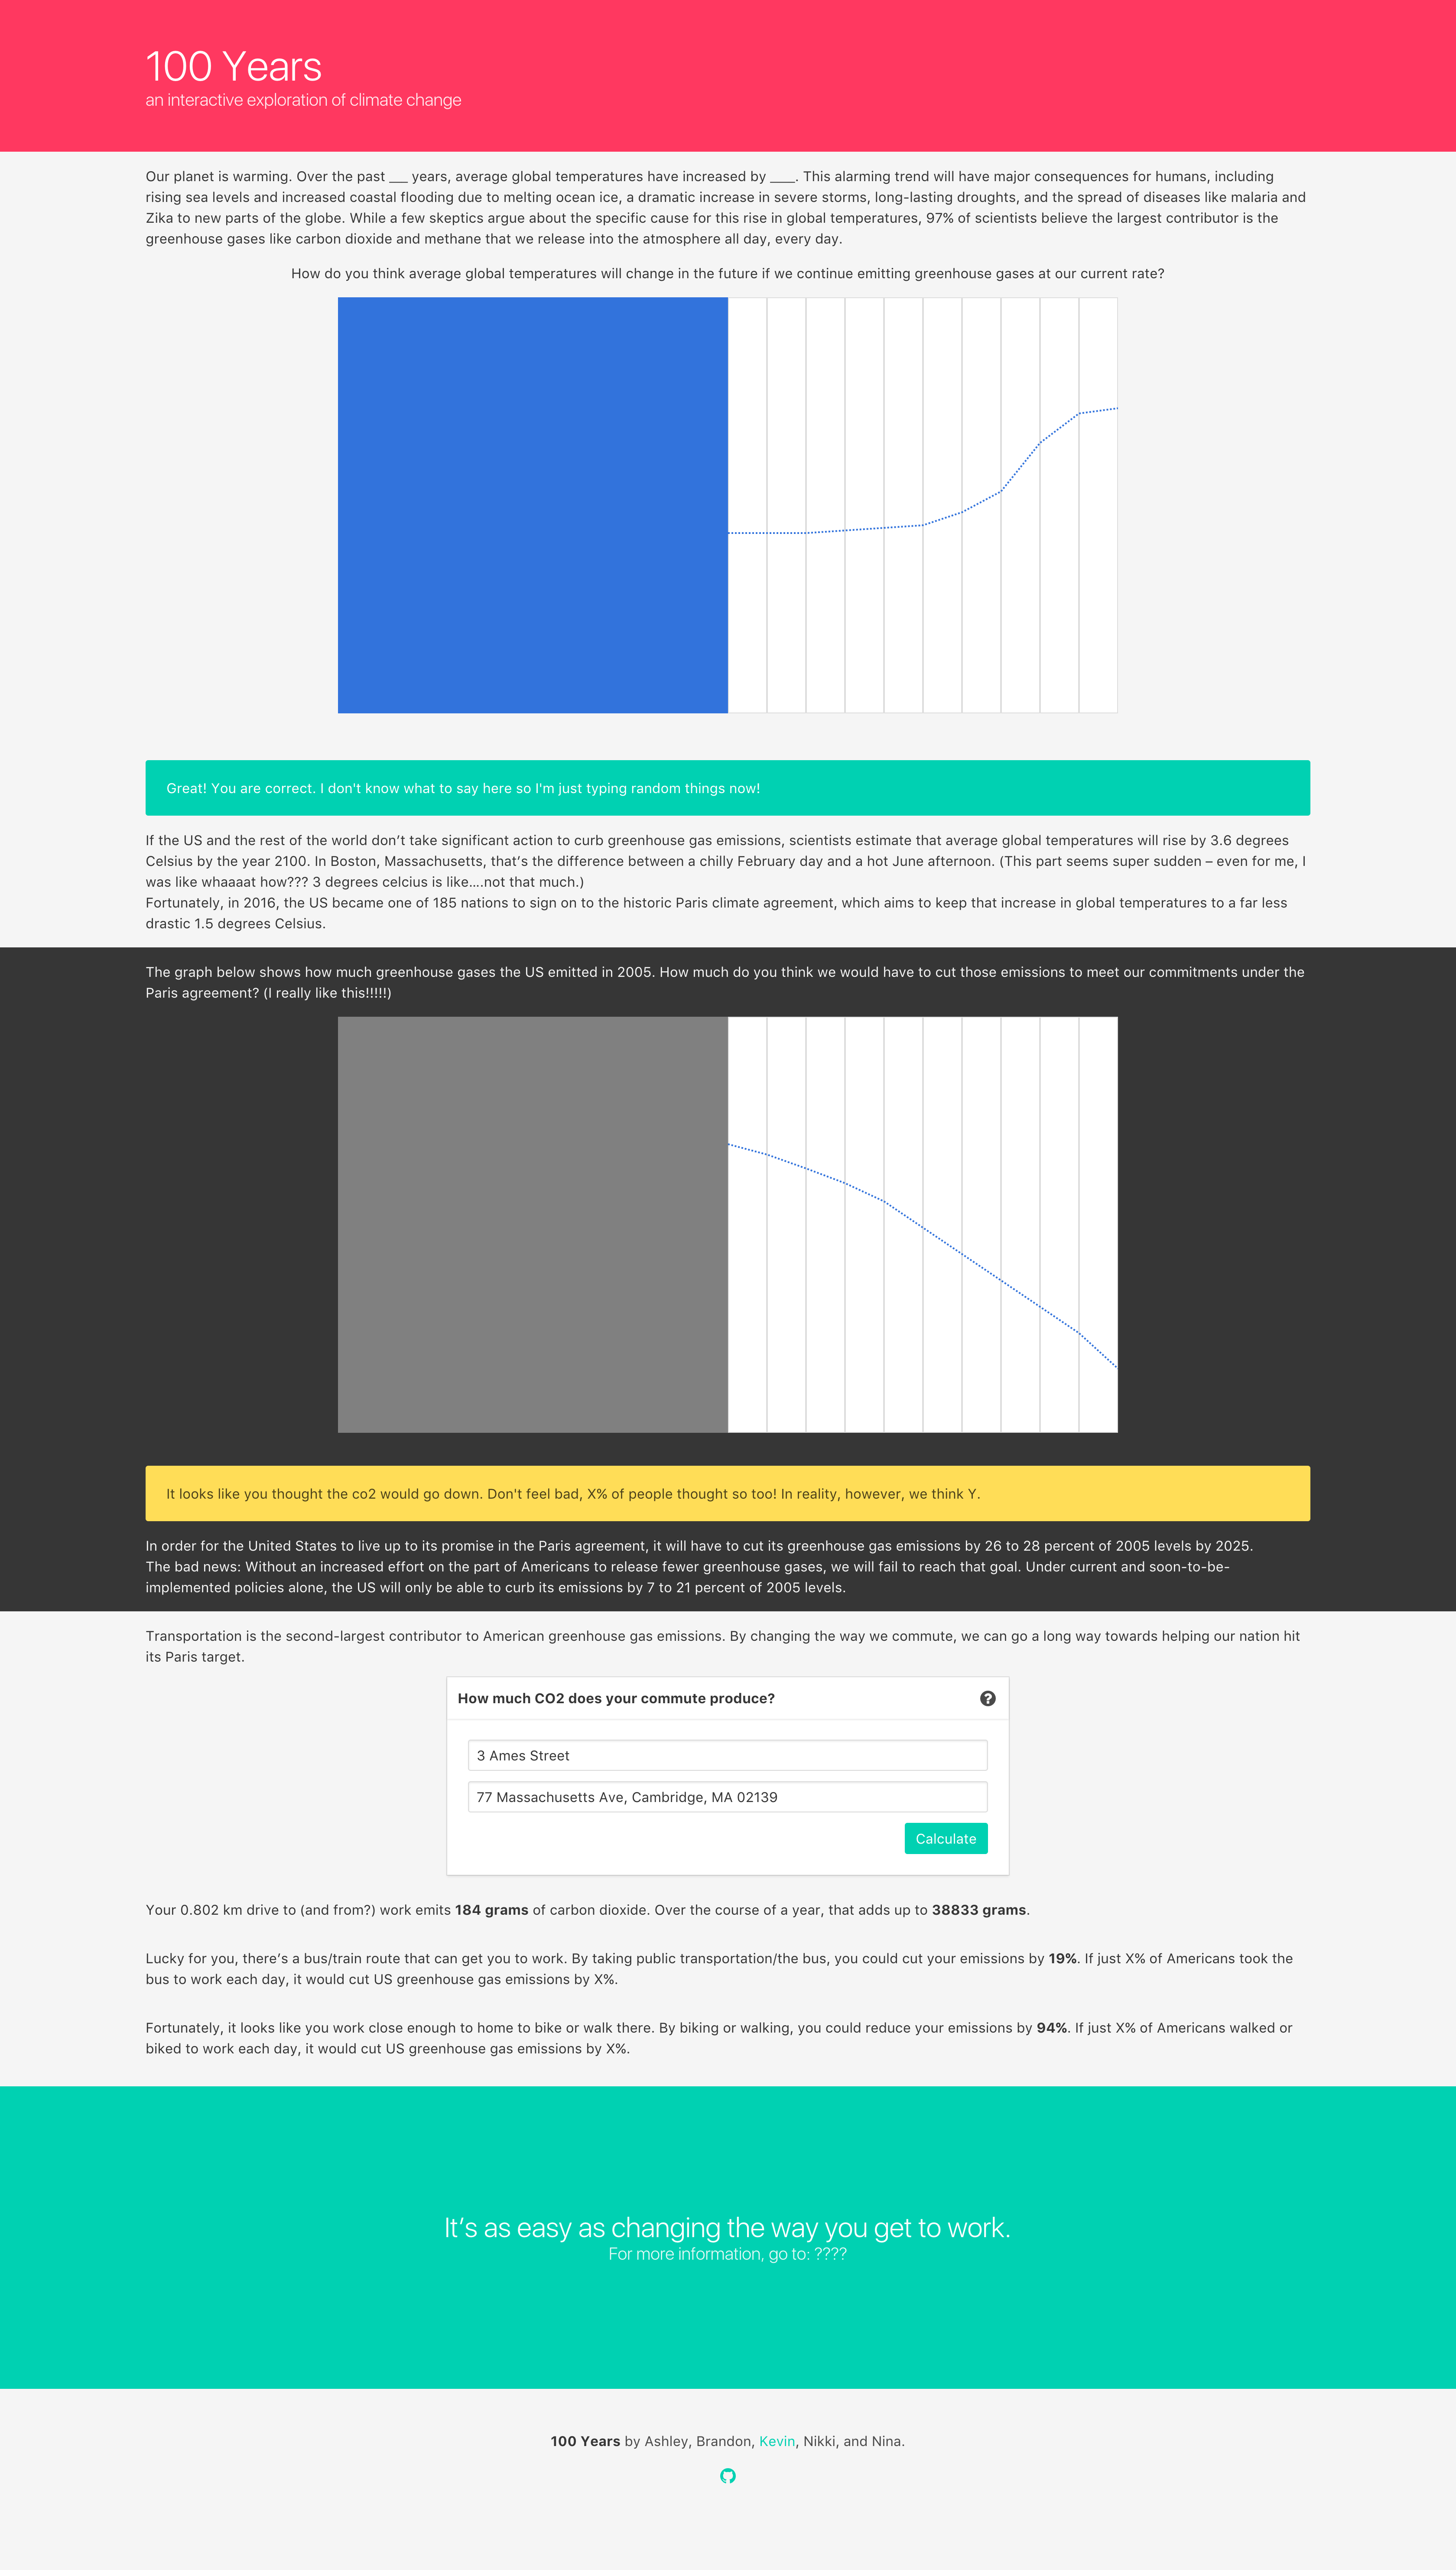 100 Years
an interactive exploration of climate change
Our planet is warming. Over the past ___ years, average global temperatures have increased by ____. This alarming trend will have major consequences for humans, including
rising sea levels and increased coastal flooding due to melting ocean ice, a dramatic increase in severe storms, long-lasting droughts, and the spread of diseases like malaria and
Zika to new parts of the globe. While a few skeptics argue about the specific cause for this rise in global temperatures, 97% of scientists believe the largest contributor is the
greenhouse gases like carbon dioxide and methane that we release into the atmosphere all day, every day.
How do you think average global temperatures will change in the future if we continue emitting greenhouse gases at our current rate?
Great! You are correct. I don't know what to say here so I'm just typing random things now!
If the US and the rest of the world don’t take significant action to curb greenhouse gas emissions, scientists estimate that average global temperatures will rise by 3.6 degrees
Celsius by the year 2100. In Boston, Massachusetts, that’s the difference between a chilly February day and a hot June afternoon. (This part seems super sudden – even for me, I
was like whaaaat how??? 3 degrees celcius is like....not that much.)
Fortunately, in 2016, the US became one of 185 nations to sign on to the historic Paris climate agreement, which aims to keep that increase in global temperatures to a far less
drastic 1.5 degrees Celsius.
The graph below shows how much greenhouse gases the US emitted in 2005. How much do you think we would have to cut those emissions to meet our commitments under the
Paris agreement? (I really like this!!!!!)
It looks like you thought the co2 would go down. Don't feel bad, X% of people thought so too! In reality, however, we think Y.
In order for the United States to live up to its promise in the Paris agreement, it will have to cut its greenhouse gas emissions by 26 to 28 percent of 2005 levels by 2025.
The bad news: Without an increased effort on the part of Americans to release fewer greenhouse gases, we will fail to reach that goal. Under current and soon-to-be-
implemented policies alone, the US will only be able to curb its emissions by 7 to 21 percent of 2005 levels.
Transportation is the second-largest contributor to American greenhouse gas emissions. By changing the way we commute, we can go a long way towards helping our nation hit
its Paris target.
How much CO2 does your commute produce?
3 Ames Street
77 Massachusetts Ave, Cambridge, MA 02139
Calculate
Your 0.802 km drive to (and from?) work emits 184 grams of carbon dioxide. Over the course of a year, that adds up to 38833 grams.
Lucky for you, there’s a bus/train route that can get you to work. By taking public transportation/the bus, you could cut your emissions by 19%. If just X% of Americans took the
bus to work each day, it would cut US greenhouse gas emissions by X%.
Fortunately, it looks like you work close enough to home to bike or walk there. By biking or walking, you could reduce your emissions by 94%. If just X% of Americans walked or
biked to work each day, it would cut US greenhouse gas emissions by X%.
It’s as easy as changing the way you get to work.
For more information, go to: ????
100 Years by Ashley, Brandon, Kevin, Nikki, and Nina.